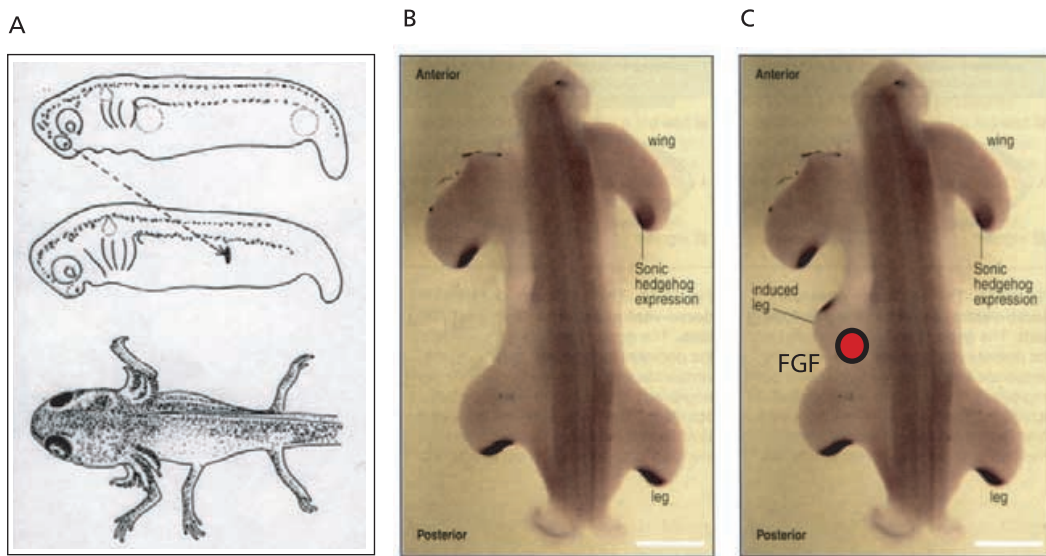 A
B
Anterior
wing
Sonic
hedgehog
expression
leg
Posterior
C
Anterior
wing
Sonic
hedgehog
expression
induced
leg
FGF
leg
Posterior